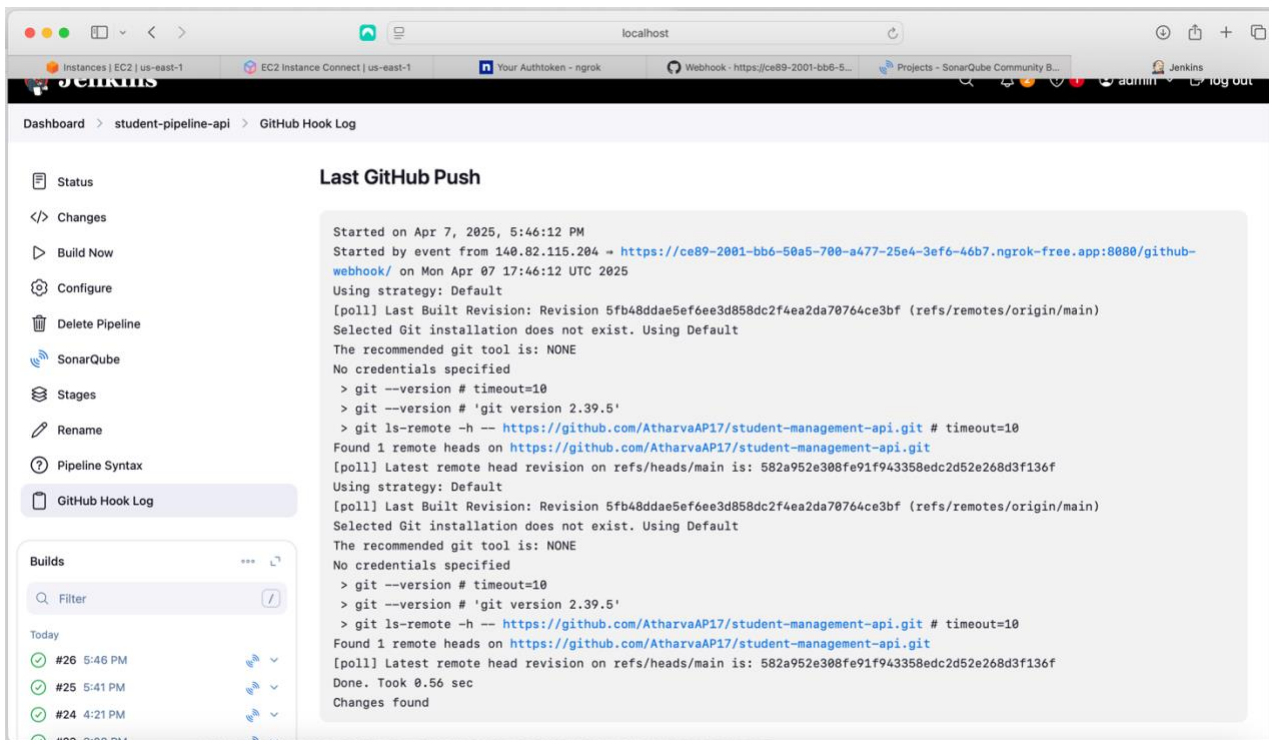 localhost
Instances | EC2 | us-east-1
EC2 Instance Connect | us-east-1
Your Authtoken - ngrok
Webhook · https://ce89-2001-bb6-5...
Projects - SonarQube Community B...
Jenkins
Jenkins
admin
log out
Dashboard > student-pipeline-api > GitHub Hook Log
Status
Changes
Build Now
Configure
Delete Pipeline
SonarQube
Stages
Rename
Pipeline Syntax
GitHub Hook Log
Builds
Filter
/
Today
#26 5:46 PM
#25 5:41 PM
#24 4:21 PM
Last GitHub Push
Started on Apr 7, 2025, 5:46:12 PM
Started by event from 140.82.115.204 ⇒ https://ce89-2001-bb6-50a5-700-a477-25e4-3ef6-46b7.ngrok-free.app:8080/github-
webhook/ on Mon Apr 07 17:46:12 UTC 2025
Using strategy: Default
[poll] Last Built Revision: Revision 5fb48ddae5ef6ee3d858dc2f4ea2da70764ce3bf (refs/remotes/origin/main)
Selected Git installation does not exist. Using Default
The recommended git tool is: NONE
No credentials specified
> git --version # timeout=10
> git --version # 'git version 2.39.5'
> git ls-remote -h -- https://github.com/AtharvaAP17/student-management-api.git # timeout=10
Found 1 remote heads on https://github.com/AtharvaAP17/student-management-api.git
[poll] Latest remote head revision on refs/heads/main is: 582a952e308fe91f943358edc2d52e268d3f136f
Using strategy: Default
[poll] Last Built Revision: Revision 5fb48ddae5ef6ee3d858dc2f4ea2da70764ce3bf (refs/remotes/origin/main)
Selected Git installation does not exist. Using Default
The recommended git tool is: NONE
No credentials specified
> git --version # timeout=10
> git --version # 'git version 2.39.5'
> git ls-remote -h -- https://github.com/AtharvaAP17/student-management-api.git # timeout=10
Found 1 remote heads on https://github.com/AtharvaAP17/student-management-api.git
[poll] Latest remote head revision on refs/heads/main is: 582a952e308fe91f943358edc2d52e268d3f136f
Done. Took 0.56 sec
Changes found